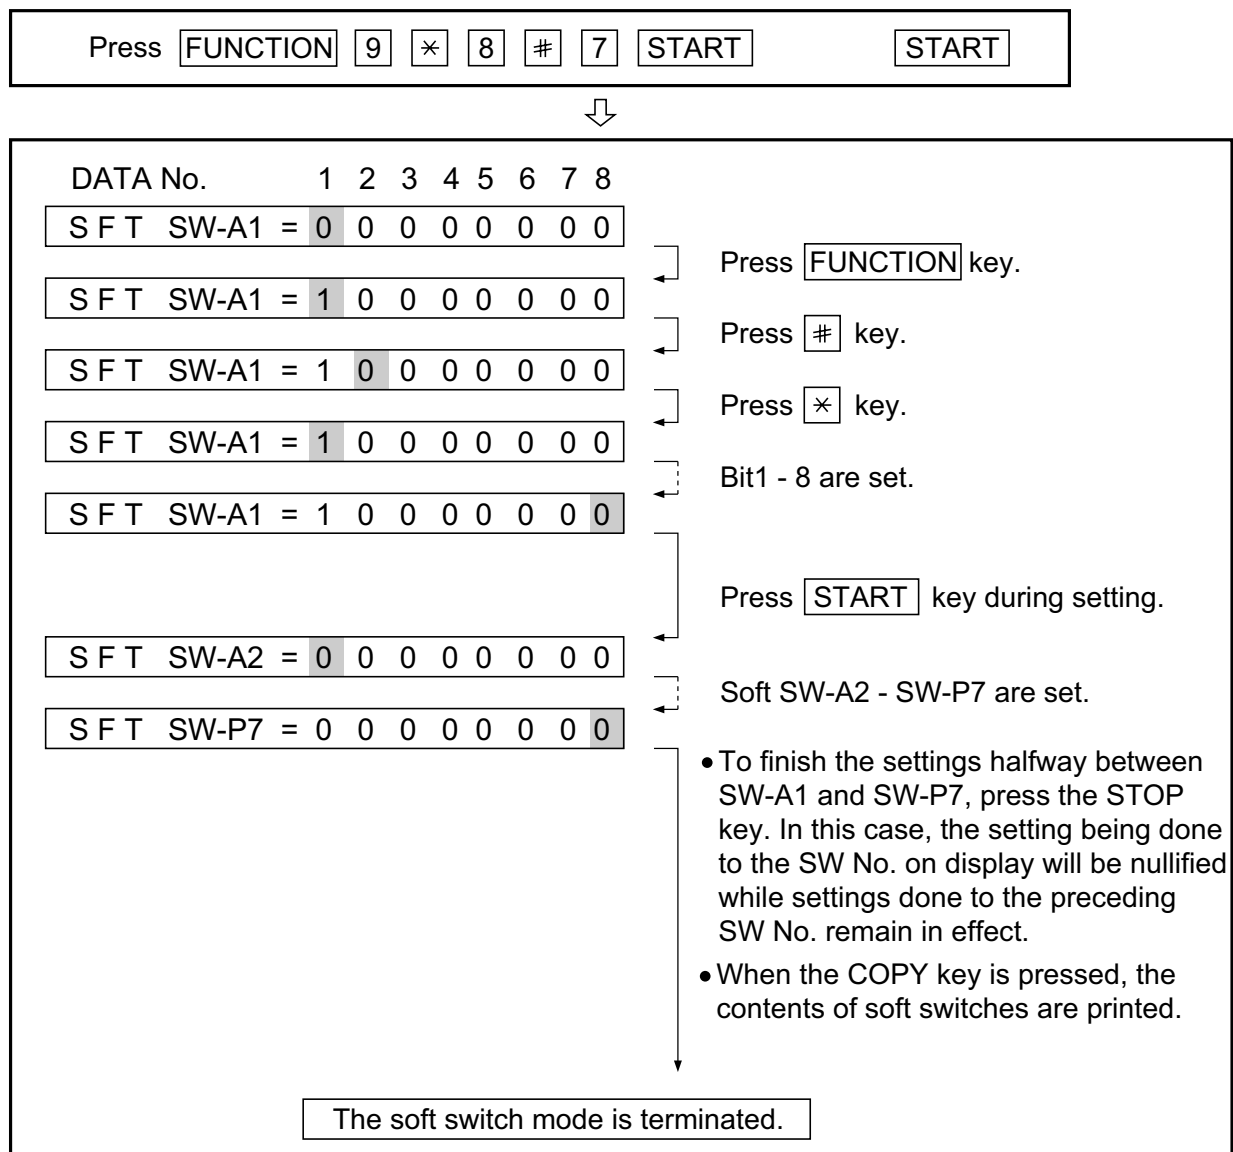 Press FUNCTION 9 * 8 # 7 START START
DATA No. 1 2 3 4 5 6 7 8
SFT SW-A1 = 0 0 0 0 0 0 0 0
Press FUNCTION key.
SFT SW-A1 = 1 0 0 0 0 0 0 0
Press # key.
SFT SW-A1 = 1 0 0 0 0 0 0 0
Press * key.
SFT SW-A1 = 1 0 0 0 0 0 0 0
Bit1 - 8 are set.
SFT SW-A1 = 1 0 0 0 0 0 0 0
Press START key during setting.
SFT SW-A2 = 0 0 0 0 0 0 0 0
Soft SW-A2 - SW-P7 are set.
SFT SW-P7 = 0 0 0 0 0 0 0 0
• To finish the settings halfway between
SW-A1 and SW-P7, press the STOP
key. In this case, the setting being done
to the SW No. on display will be nullified
while settings done to the preceding
SW No. remain in effect.
• When the COPY key is pressed, the
contents of soft switches are printed.
The soft switch mode is terminated.